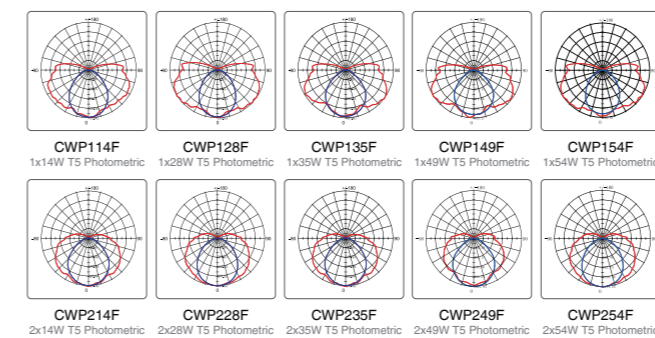 CWP114F CWP128F CWP135F CWP149F CWP154F
1x14W T5 Photometric 1x28W T5 Photometric 1x35W T5 Photometric 1x49W T5 Photometric 1x54W T5 Photometric
CWP214F CWP228F CWP235F CWP249F CWP254F
2x14W T5 Photometric 2x28W T5 Photometric 2x35W T5 Photometric 2x49W T5 Photometric 2x54W T5 Photometric